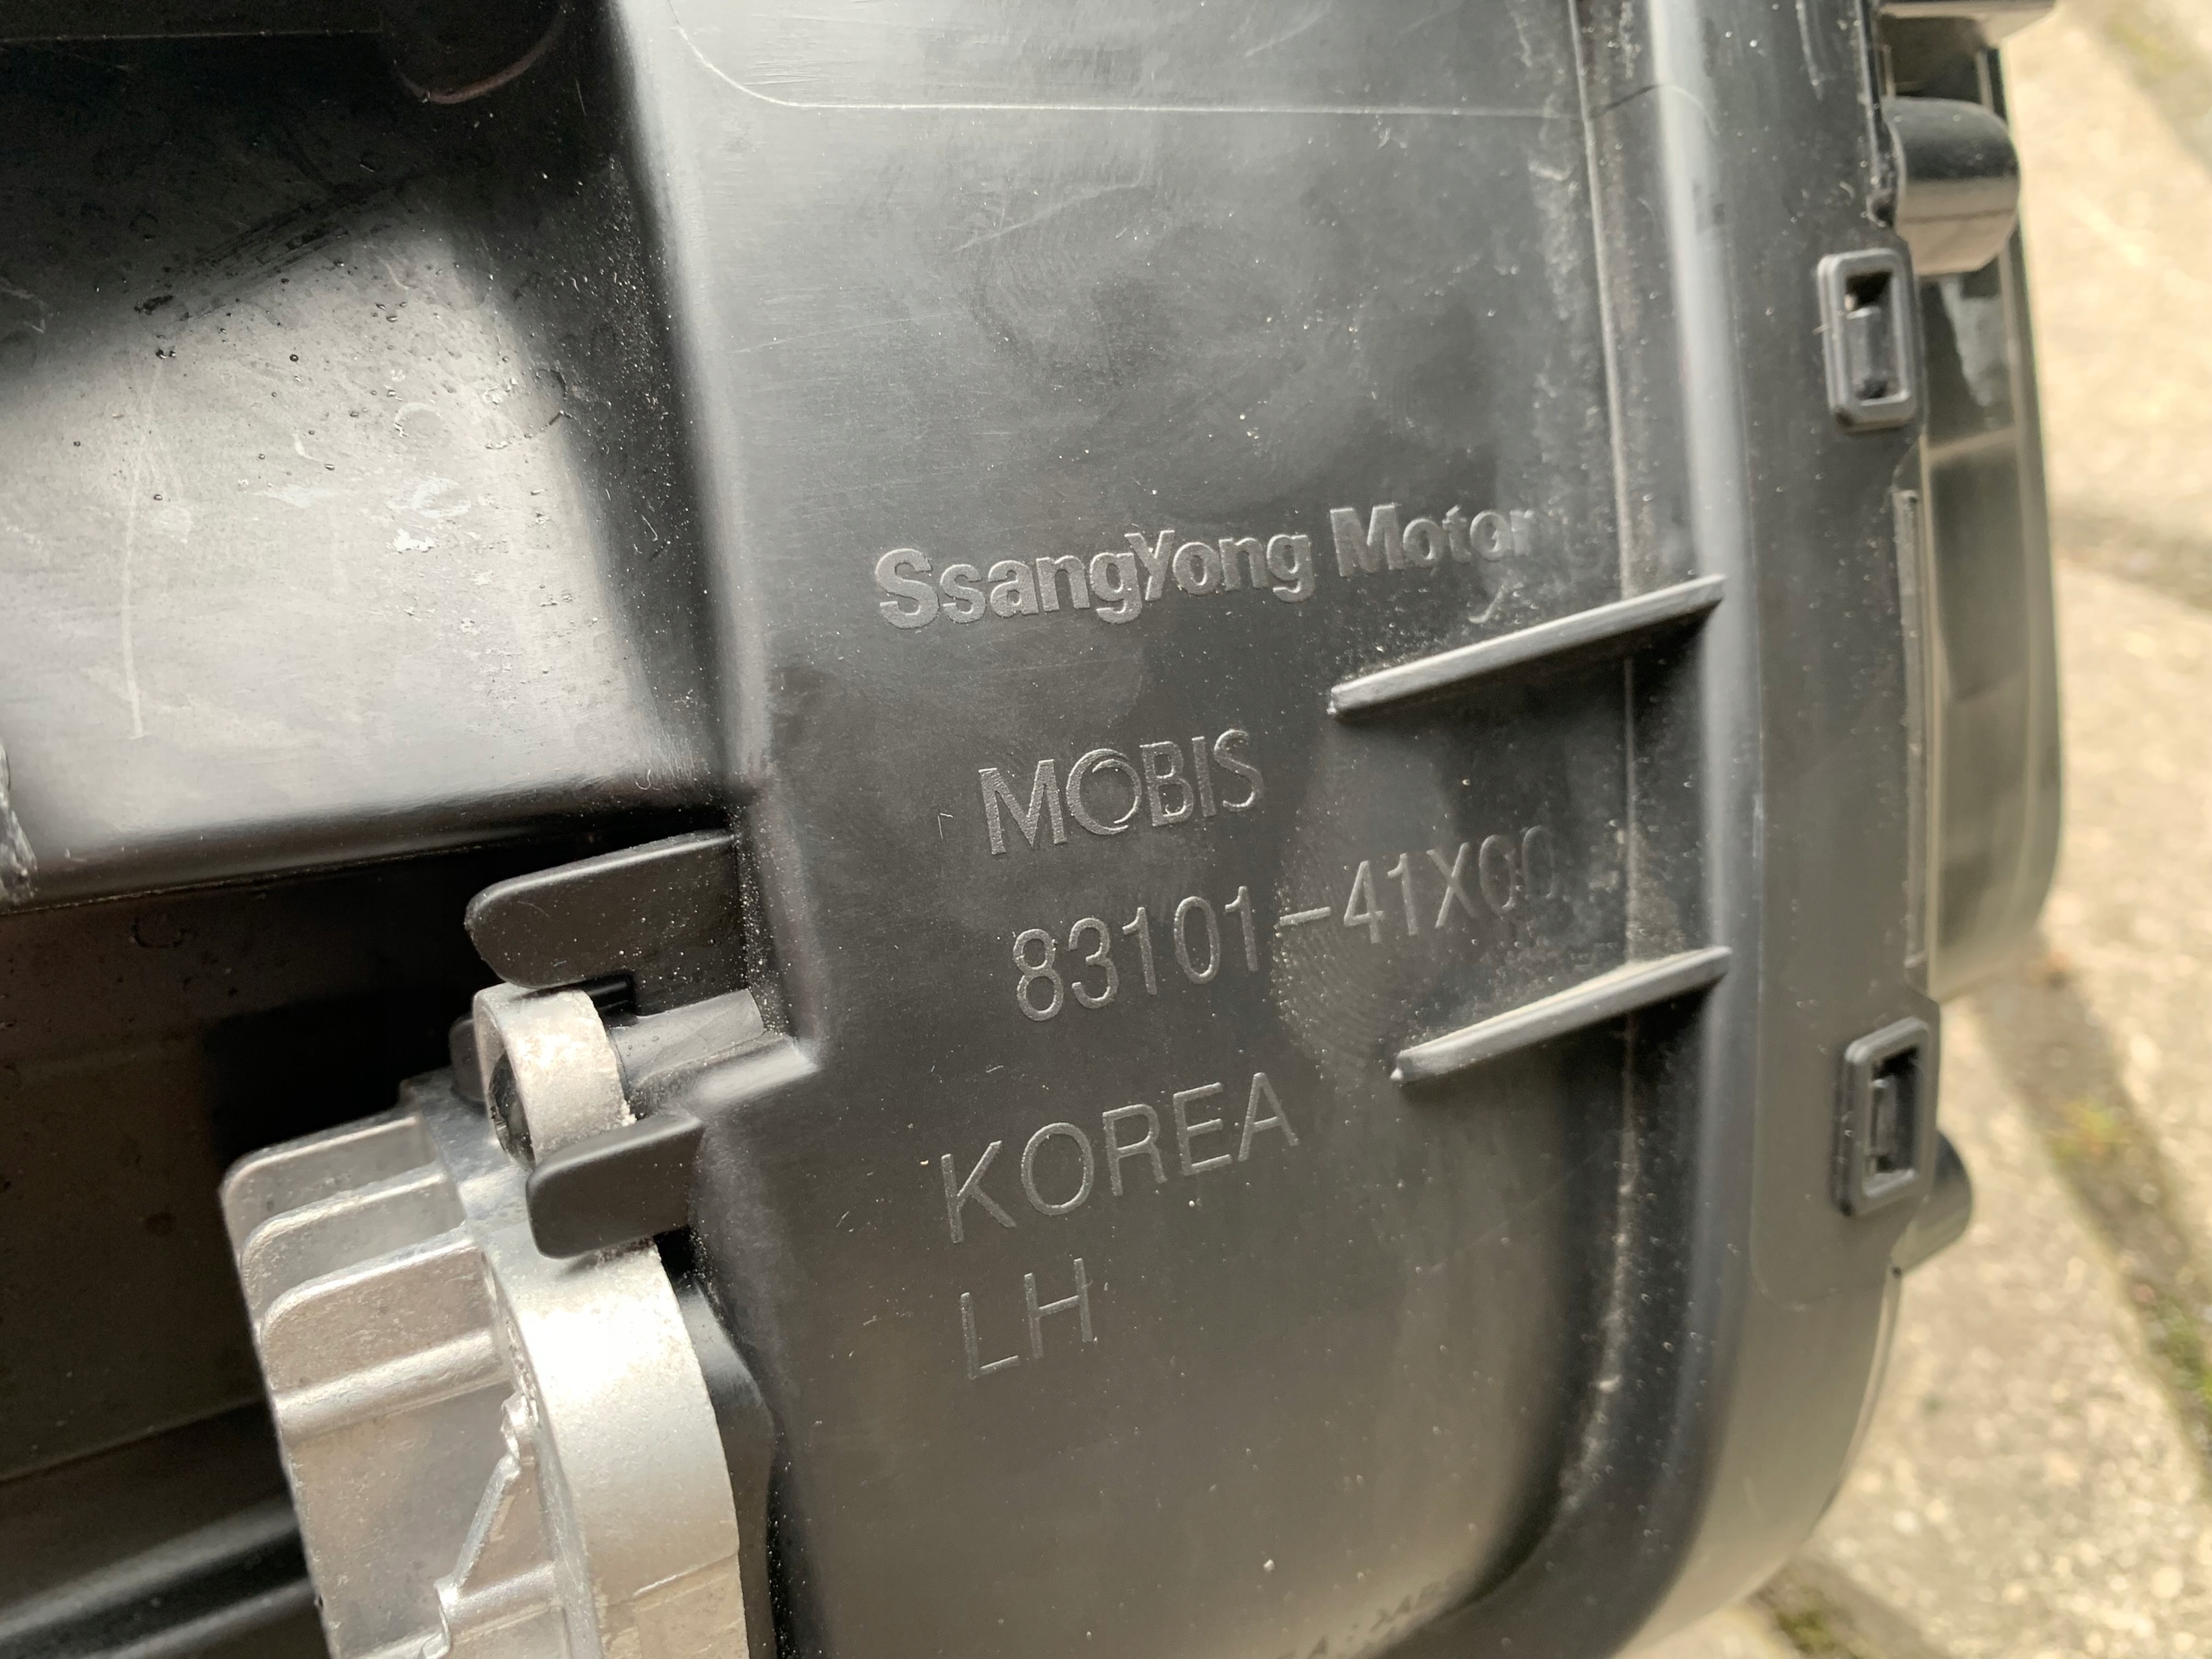 SsangYong Motor
MOBIS
83101-41X00
KOREA
LH